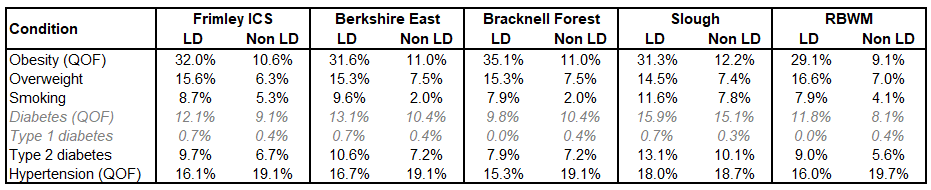 Condition Frimley ICS Berkshire East Bracknell Forest Slough RBWM
LD Non LD LD Non LD LD Non LD LD Non LD LD Non LD
Obesity (QOF) 32.0% 10.6% 31.6% 11.0% 35.1% 11.0% 31.3% 12.2% 29.1% 9.1%
Overweight 15.6% 6.3% 15.3% 7.5% 15.3% 7.5% 14.5% 7.4% 16.6% 7.0%
Smoking 8.7% 5.3% 9.6% 2.0% 7.9% 2.0% 11.6% 7.8% 7.9% 4.1%
Diabetes (QOF) 12.1% 9.1% 13.1% 10.4% 9.8% 10.4% 15.9% 15.1% 11.8% 8.1%
Type 1 diabetes 0.7% 0.4% 0.7% 0.4% 0.0% 0.4% 0.7% 0.3% 0.0% 0.4%
Type 2 diabetes 9.7% 6.7% 10.6% 7.2% 7.9% 7.2% 13.1% 10.1% 9.0% 5.6%
Hypertension (QOF) 16.1% 19.1% 16.7% 19.1% 15.3% 19.1% 18.0% 18.7% 16.0% 19.7%